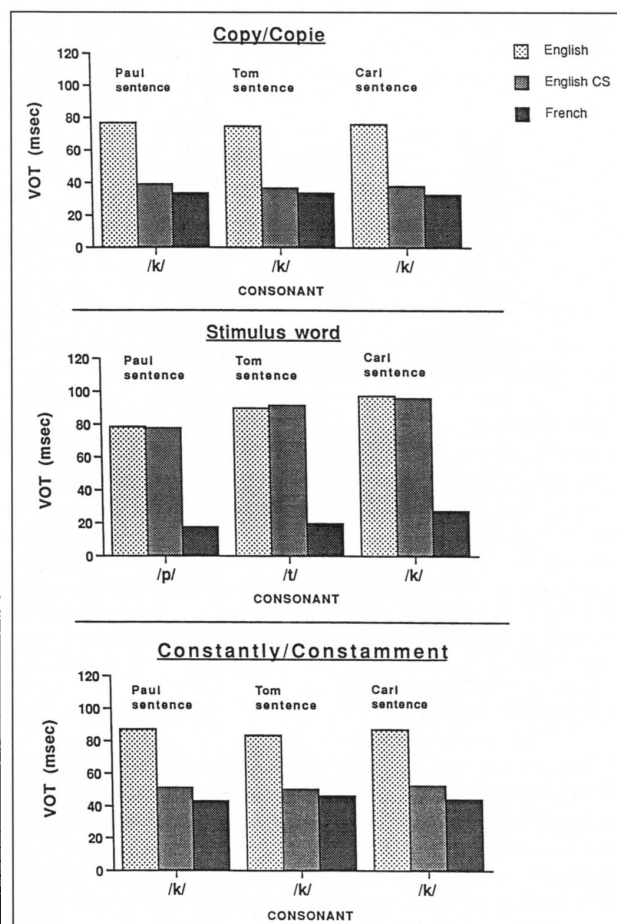 Copy/Copie
English
English CS
French
120
100
80
60
40
20
0
VOT (msec)
Paul sentence
Tom sentence
Carl sentence
/k/
/k/
/k/
CONSONANT
Stimulus word
120
100
80
60
40
20
0
VOT (msec)
Paul sentence
Tom sentence
Carl sentence
/p/
/t/
/k/
CONSONANT
Constantly/Constamment
120
100
80
60
40
20
0
VOT (msec)
Paul sentence
Tom sentence
Carl sentence
/k/
/k/
/k/
CONSONANT